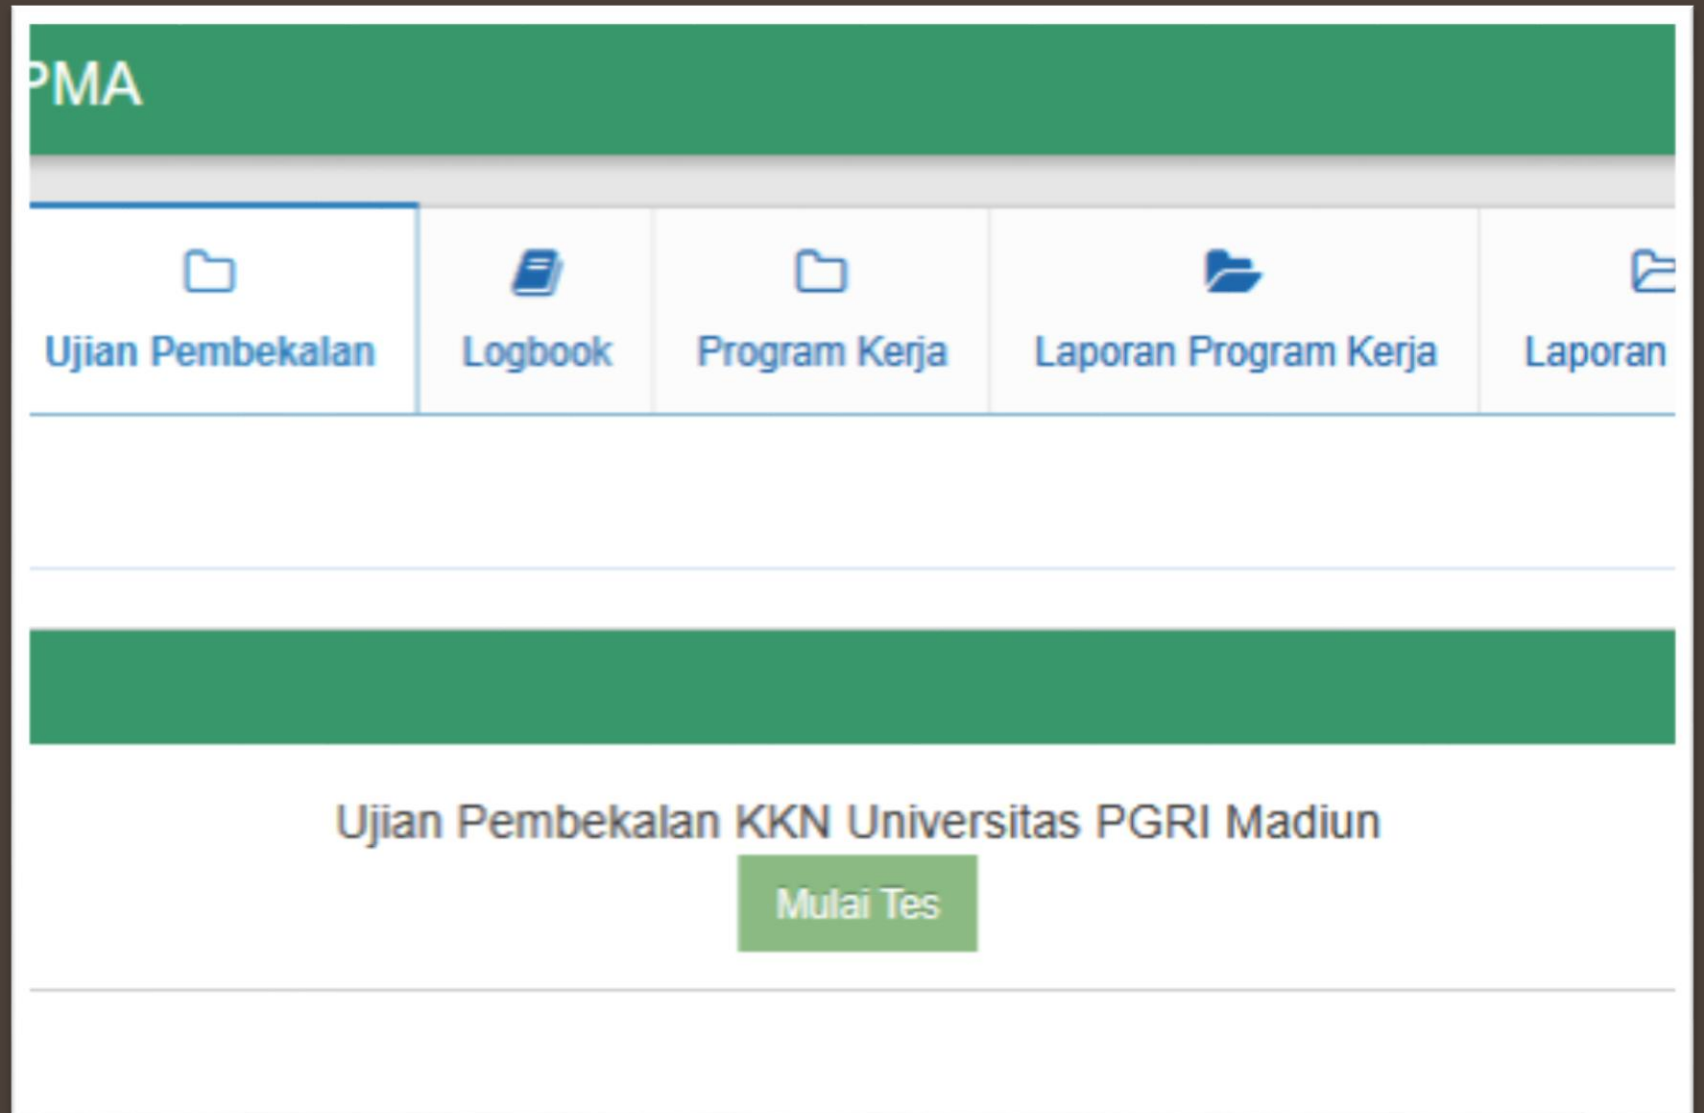 PMA
Ujian Pembekalan
Logbook
Program Kerja
Laporan Program Kerja
Laporan
Ujian Pembekalan KKN Universitas PGRI Madiun
Mulai Tes